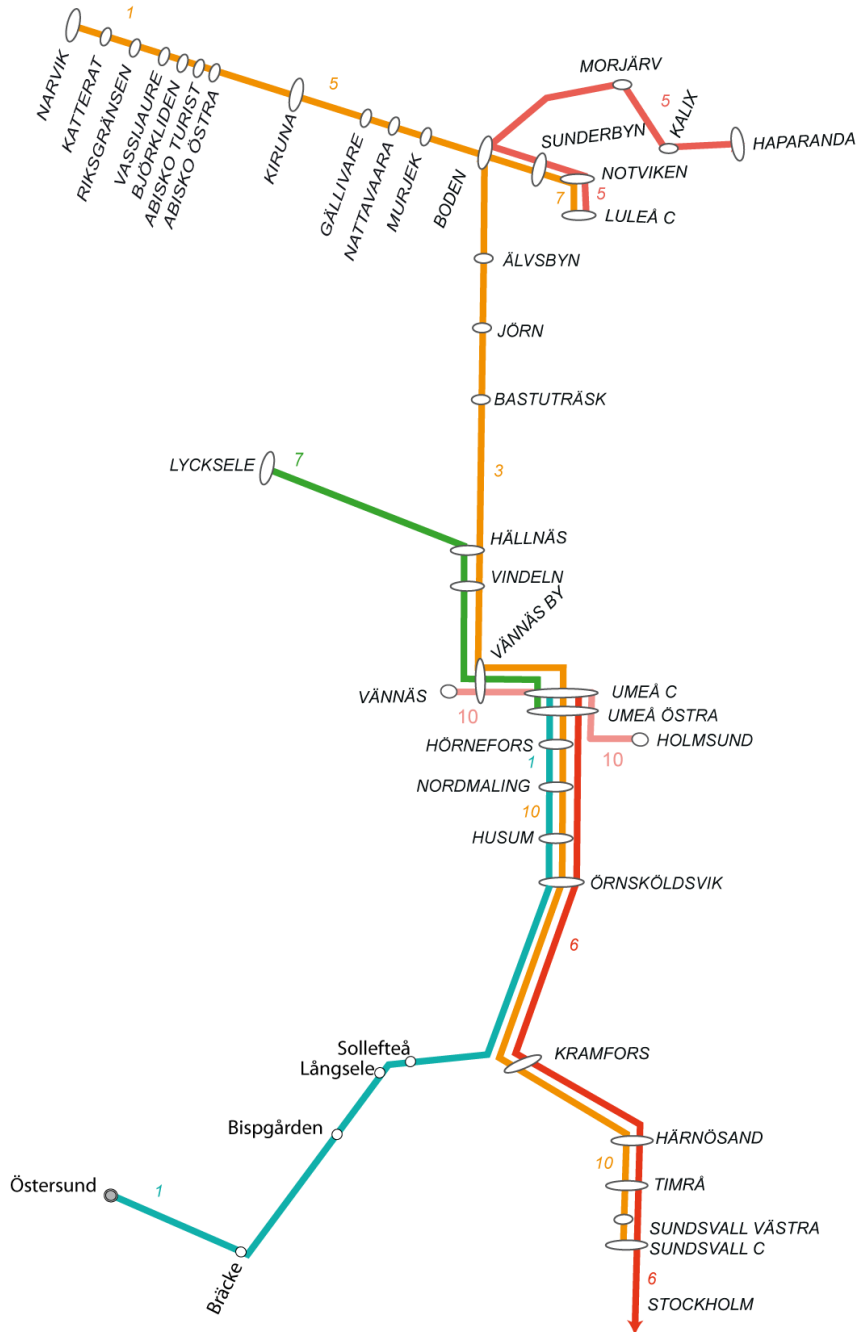 1
NARVIK
KATTERAT
RIKSGRÄNSEN
VASSIJAURE
BJÖRKLIDEN
ABISKO TURIST
ABISKO ÖSTRA
5
KIRUNA
GÄLLIVARE
NATTAVAARA
MURJEK
BODEN
MORJÄRV
5
KALIX
HAPARANDA
SUNDERBYN
NOTVIKEN
7
5
LULEÅ C
ÄLVSBYN
JÖRN
BASTUTRÄSK
3
LYCKSELE
7
HÄLLNÄS
VINDELN
VÄNNÄS BY
VÄNNÄS
10
UMEÅ C
UMEÅ ÖSTRA
HOLMSUND
10
HÖRNEFORS
1
NORDMALING
10
HUSUM
ÖRNSKÖLDSVIK
6
KRAMFORS
Sollefteå
Långsele
Bispgården
Östersund
1
Bräcke
HÄRNÖSAND
10
TIMRÅ
SUNDSVALL VÄSTRA
SUNDSVALL C
6
STOCKHOLM